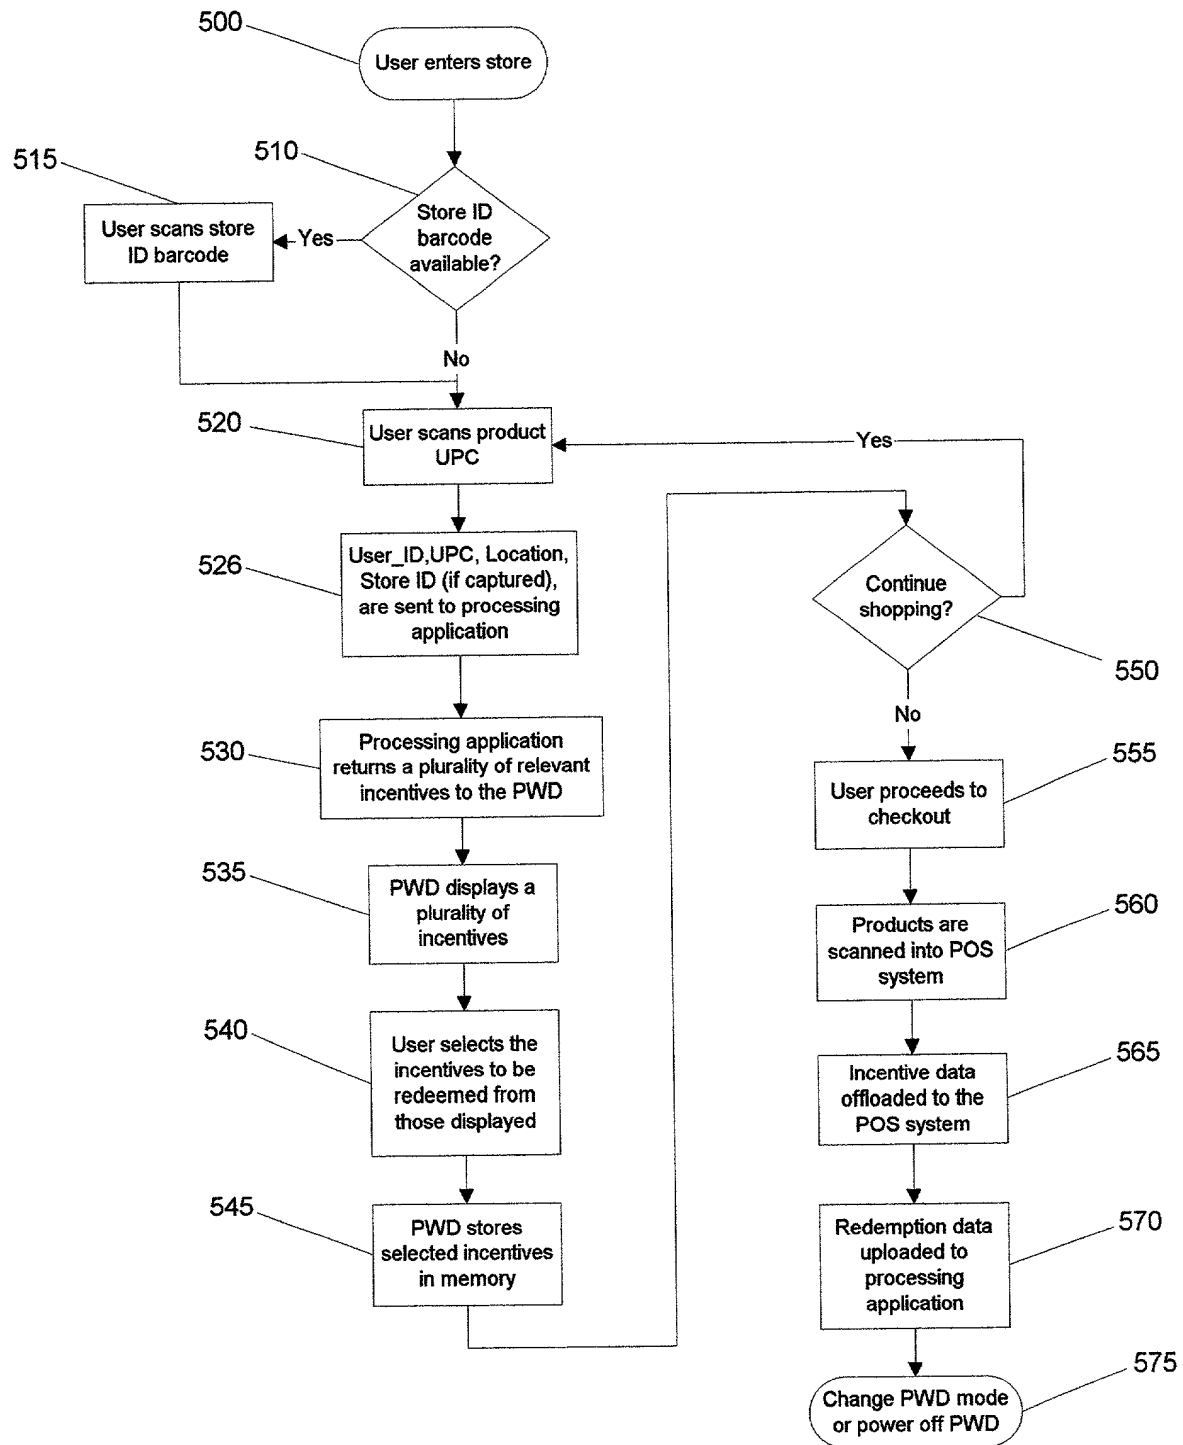 500
User enters store
510
515
Store ID
barcode
available?
User scans store
ID barcode
Yes
No
520
User scans product
UPC
Yes
526
User_ID,UPC, Location,
Store ID (if captured),
are sent to processing
application
Continue
shopping?
550
No
530
Processing application
returns a plurality of relevant
incentives to the PWD
555
User proceeds to
checkout
535
PWD displays a
plurality of
incentives
560
Products are
scanned into POS
system
540
User selects the
incentives to be
redeemed from
those displayed
565
Incentive data
offloaded to the
POS system
545
PWD stores
selected incentives
in memory
570
Redemption data
uploaded to
processing
application
575
Change PWD mode
or power off PWD